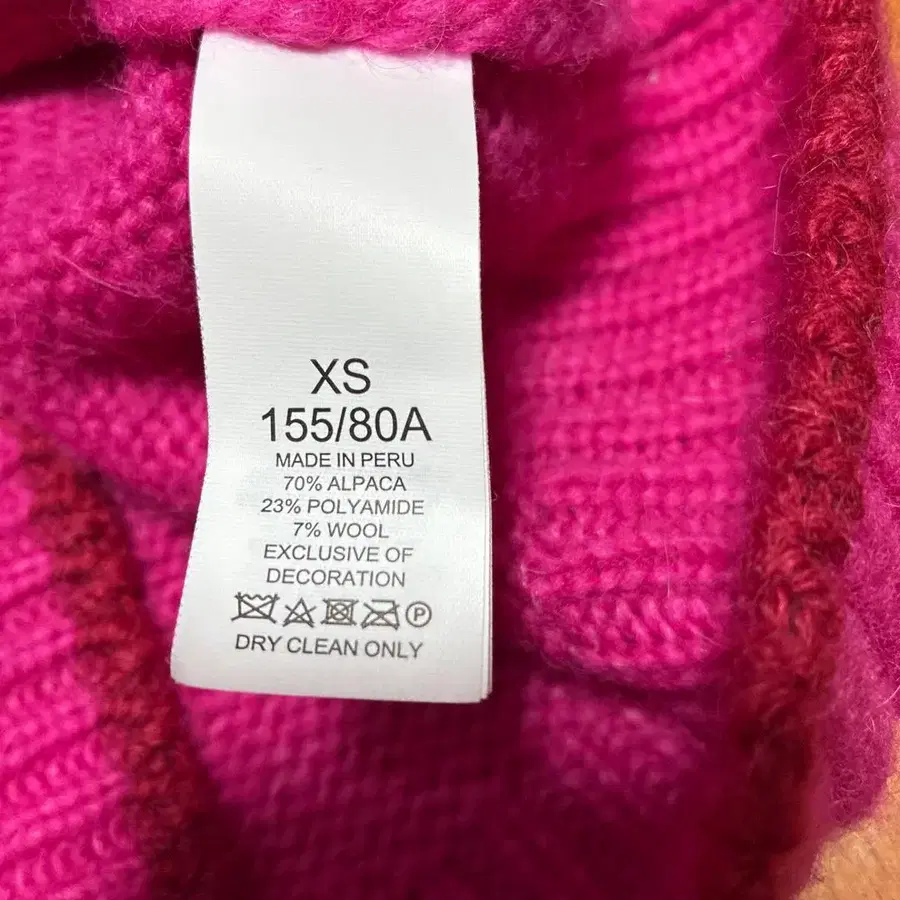 XS
155/80A
MADE IN PERU
70% ALPACA
23% POLYAMIDE
7% WOOL
EXCLUSIVE OF
DECORATION
P
DRY CLEAN ONLY